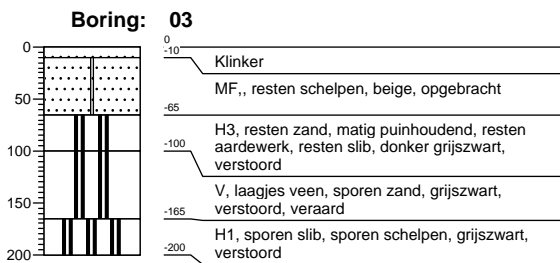 Boring: 03
0
50
100
150
200
0
-10
Klinker
MF,, resten schelpen, beige, opgebracht
-65
H3, resten zand, matig puinhoudend, resten
aardewerk, resten slib, donker grijszwart,
verstoord
-100
V, laagjes veen, sporen zand, grijszwart,
verstoord, veraard
-165
H1, sporen slib, sporen schelpen, grijszwart,
verstoord
-200